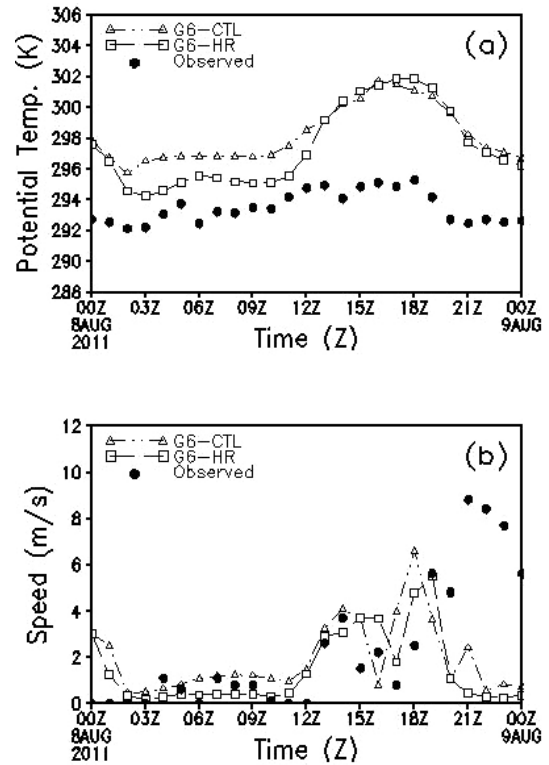 306
304
302
300
298
296
294
292
290
288
Potential Temp. (K)
G6-CTL
G6-HR
Observed
(a)
00Z 03Z 06Z 09Z 12Z 15Z 18Z 21Z 00Z
8AUG 9AUG
2011
Time (Z)
12
10
8
6
4
2
0
Speed (m/s)
G6-CTL
G6-HR
Observed
(b)
00Z 03Z 06Z 09Z 12Z 15Z 18Z 21Z 00Z
8AUG 9AUG
2011
Time (Z)